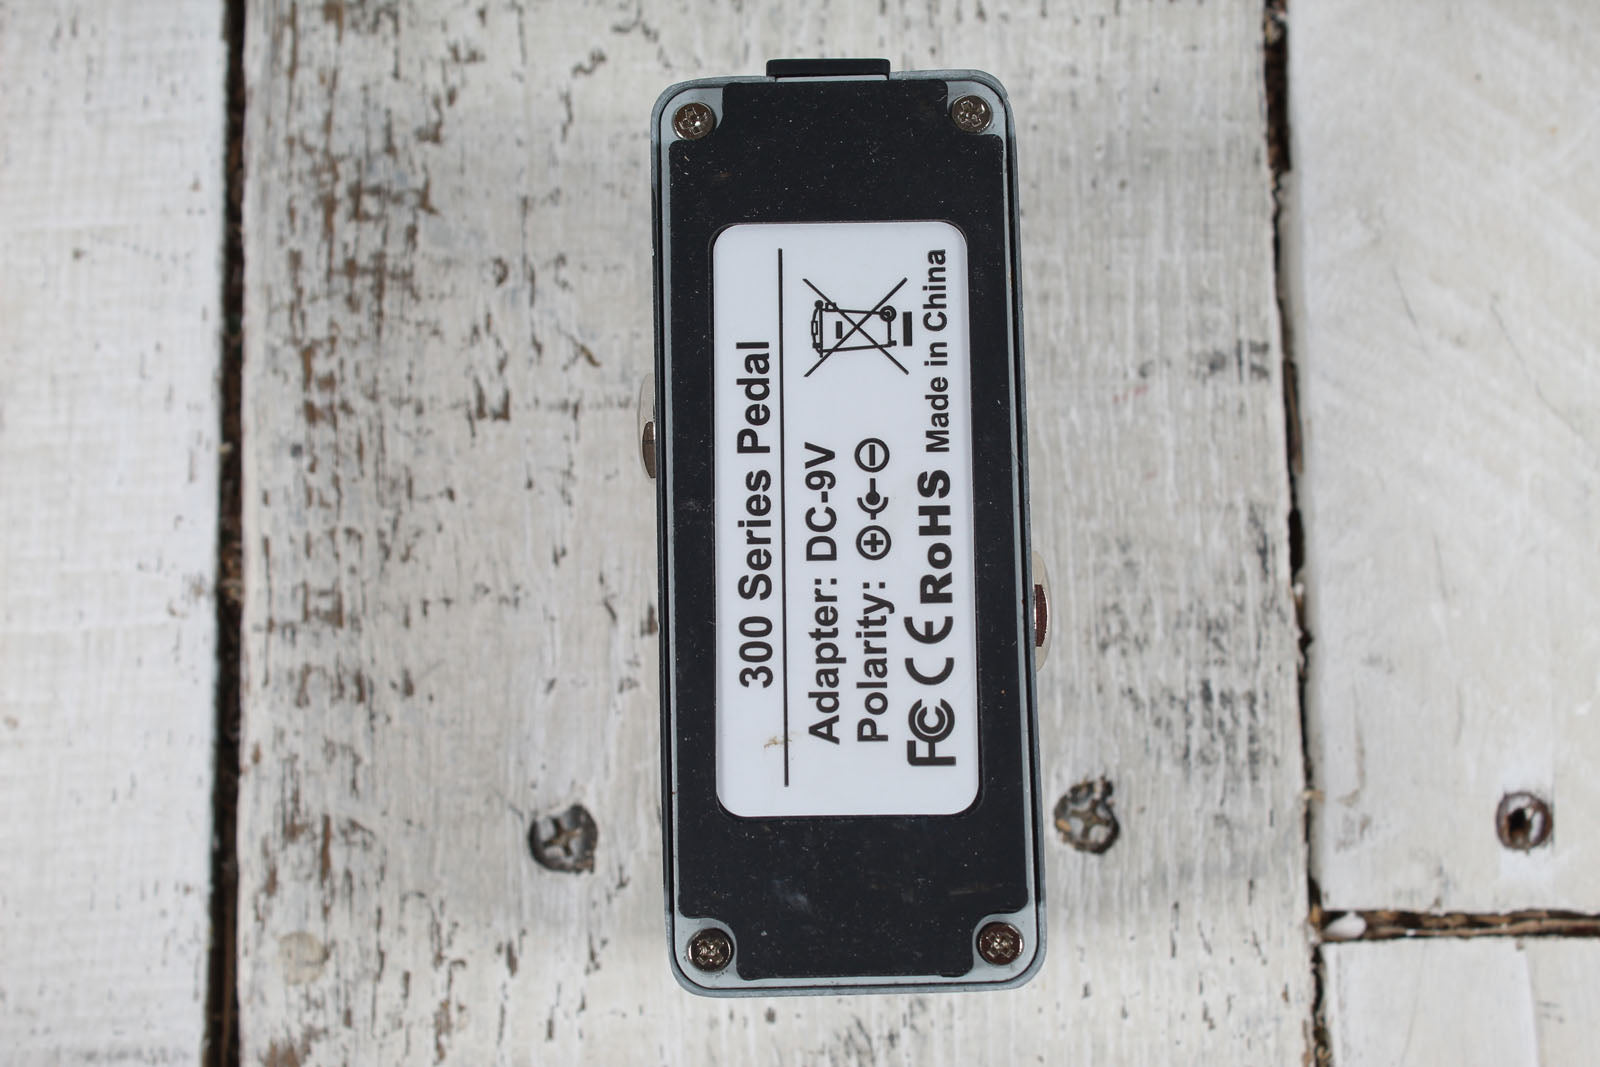 300 Series Pedal
Adapter: DC-9V
Polarity:
FC CE RoHS Made in China